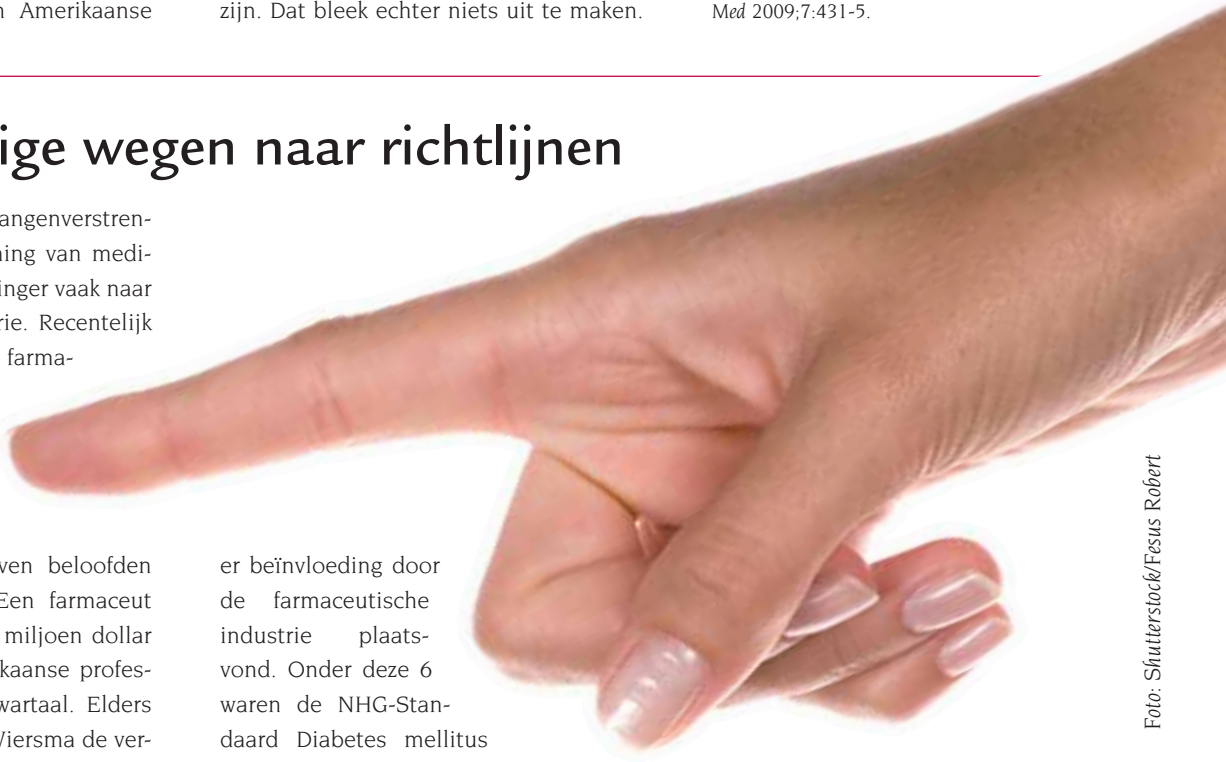 n Amerikaanse
zijn. Dat bleek echter niets uit te maken.
Med 2009;7:431-5.
ige wegen naar richtlijnen
angenverstren-
ning van medi-
inger vaak naar
rie. Recentelijk
farma-
ven beloofden
Een farmaceut
miljoen dollar
kaanse profes-
wartaal. Elders
Wiersma de ver-
er beïnvloeding door
de farmaceutische
industrie plaats-
vond. Onder deze 6
waren de NHG-Stan-
daard Diabetes mellitus
Foto: Shutterstock/Fesus Robert